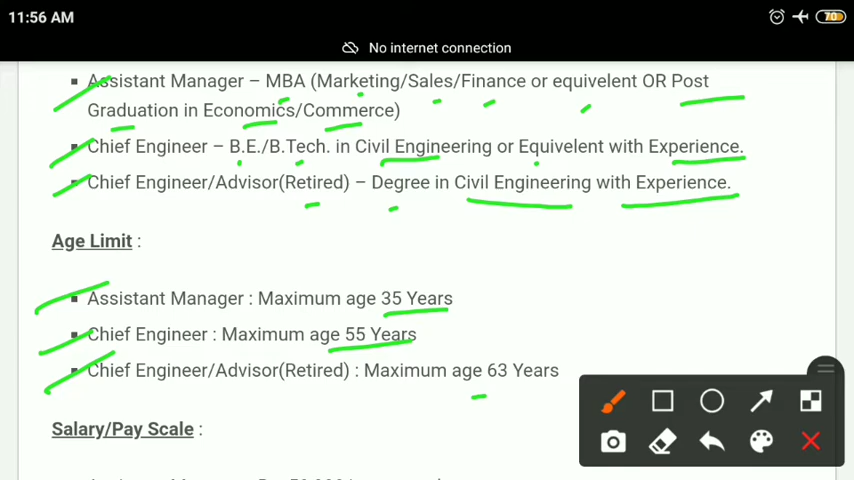 11:56 AM
70
No internet connection
Assistant Manager – MBA (Marketing/Sales/Finance or equivelent OR Post
Graduation in Economics/Commerce)
Chief Engineer – B.E./B.Tech. in Civil Engineering or Equivelent with Experience.
Chief Engineer/Advisor(Retired) – Degree in Civil Engineering with Experience.
Age Limit :
Assistant Manager : Maximum age 35 Years
Chief Engineer : Maximum age 55 Years
Chief Engineer/Advisor(Retired) : Maximum age 63 Years
Salary/Pay Scale :